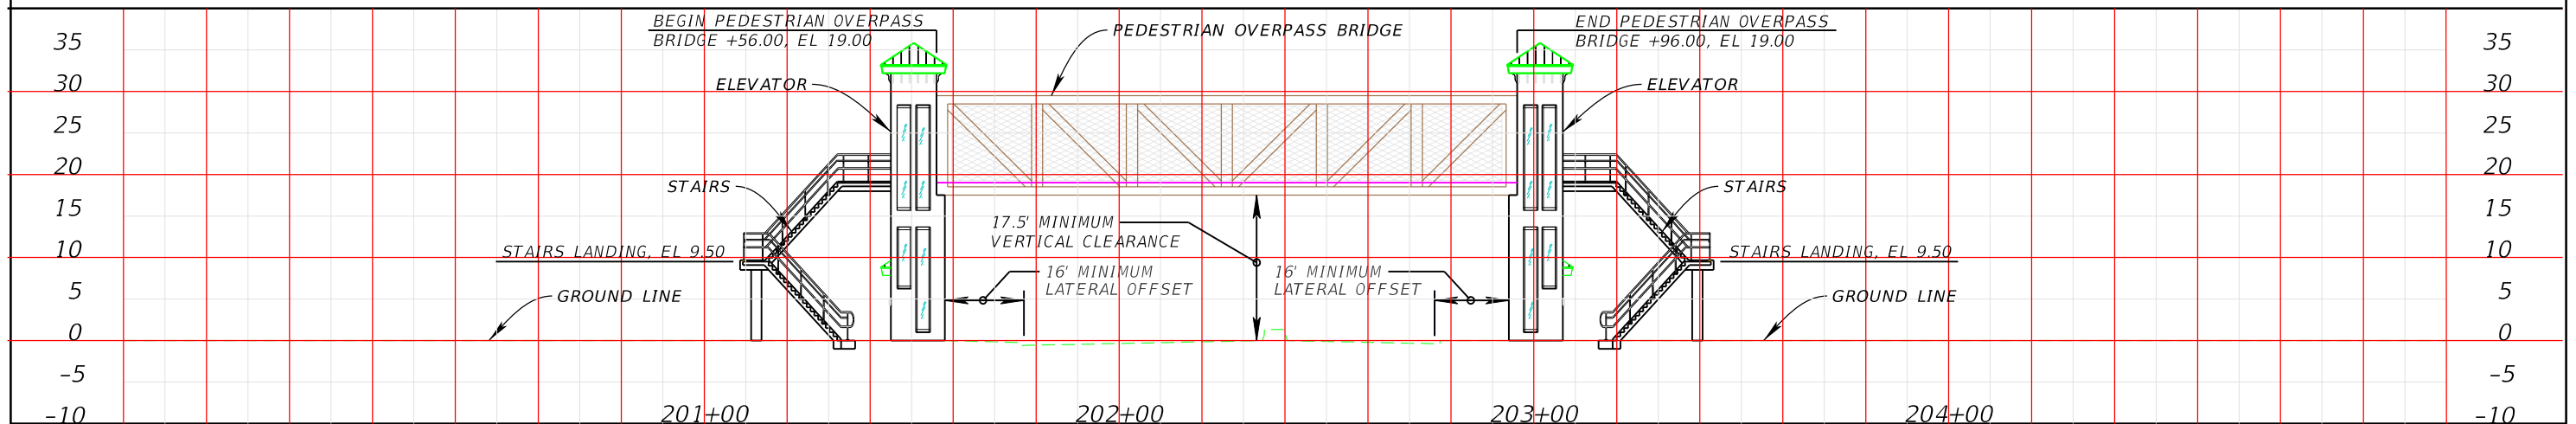 BEGIN PEDESTRIAN OVERPASS
BRIDGE +56.00, EL 19.00
PEDESTRIAN OVERPASS BRIDGE
END PEDESTRIAN OVERPASS
BRIDGE +96.00, EL 19.00
35
35
ELEVATOR
ELEVATOR
30
30
25
25
20
20
STAIRS
STAIRS
15
15
17.5' MINIMUM
VERTICAL CLEARANCE
STAIRS LANDING, EL 9.50
STAIRS LANDING, EL 9.50
10
10
16' MINIMUM
LATERAL OFFSET
16' MINIMUM
LATERAL OFFSET
5
GROUND LINE
GROUND LINE
5
0
0
-5
-5
-10
201+00
202+00
203+00
204+00
-10